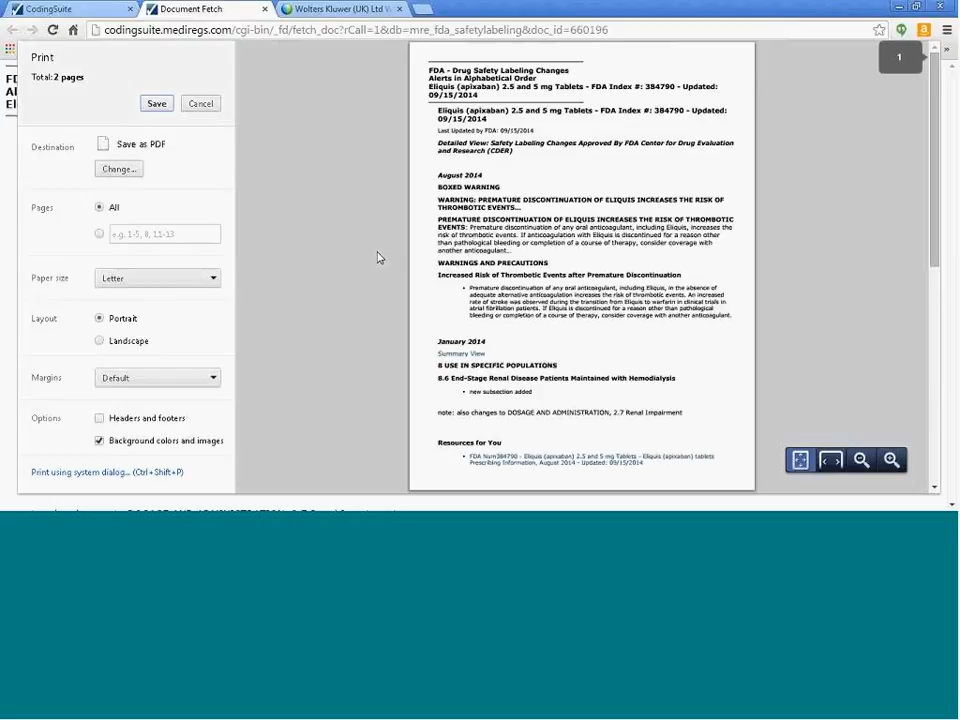 CodingSuite
Document Fetch
Wolters Kluwer (UK) Ltd W
codingsuite.mediregs.com/cgi-bin/_fd/fetch_doc?rCall=1&db=mre_fda_safetylabeling&doc_id=660196
Print
Total: 2 pages
Save
Cancel
Destination
Save as PDF
Change...
Pages
All
e.g. 1-5, 8, 11-13
Paper size
Letter
Layout
Portrait
Landscape
Margins
Default
Options
Headers and footers
Background colors and images
Print using system dialog... (Ctrl+Shift+P)
1
FDA - Drug Safety Labeling Changes
Alerts in Alphabetical Order
Eliquis (apixaban) 2.5 and 5 mg Tablets - FDA Index #: 384790 - Updated:
09/15/2014
Eliquis (apixaban) 2.5 and 5 mg Tablets - FDA Index #: 384790 - Updated:
09/15/2014
Last Updated by FDA: 09/15/2014
Detailed View: Safety Labeling Changes Approved By FDA Center for Drug Evaluation
and Research (CDER)
August 2014
BOXED WARNING
WARNING: PREMATURE DISCONTINUATION OF ELIQUIS INCREASES THE RISK OF
THROMBOTIC EVENTS...
PREMATURE DISCONTINUATION OF ELIQUIS INCREASES THE RISK OF THROMBOTIC
EVENTS: Premature discontinuation of any oral anticoagulant, including Eliquis, increases the
risk of thrombotic events. If anticoagulation with Eliquis is discontinued for a reason other
than pathological bleeding or completion of a course of therapy, consider coverage with
another anticoagulant...
WARNINGS AND PRECAUTIONS
Increased Risk of Thrombotic Events after Premature Discontinuation
• Premature discontinuation of any oral anticoagulant, including Eliquis, in the absence of
adequate alternative anticoagulation increases the risk of thrombotic events. An increased
rate of stroke was observed during the transition from Eliquis to warfarin in clinical trials in
atrial fibrillation patients. If Eliquis is discontinued for a reason other than pathological
bleeding or completion of a course of therapy, consider coverage with another anticoagulant.
January 2014
Summary View
8 USE IN SPECIFIC POPULATIONS
8.6 End-Stage Renal Disease Patients Maintained with Hemodialysis
• new subsection added
note: also changes to DOSAGE AND ADMINISTRATION, 2.7 Renal Impairment
Resources for You
• FDA Num384790 - Eliquis (apixaban) 2.5 and 5 mg Tablets - Eliquis (apixaban) tablets
Prescribing Information, August 2014 - Updated: 09/15/2014